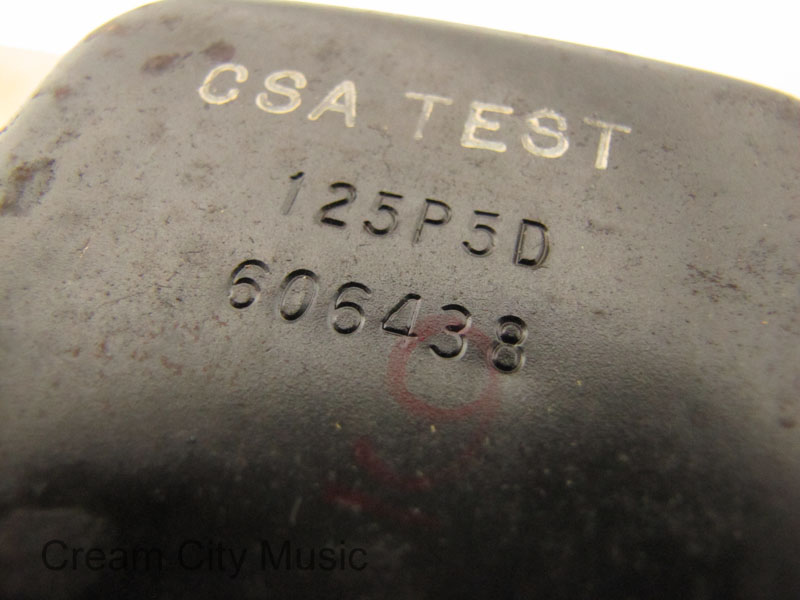 CSA TEST
125P5D
606438
Cream City Music